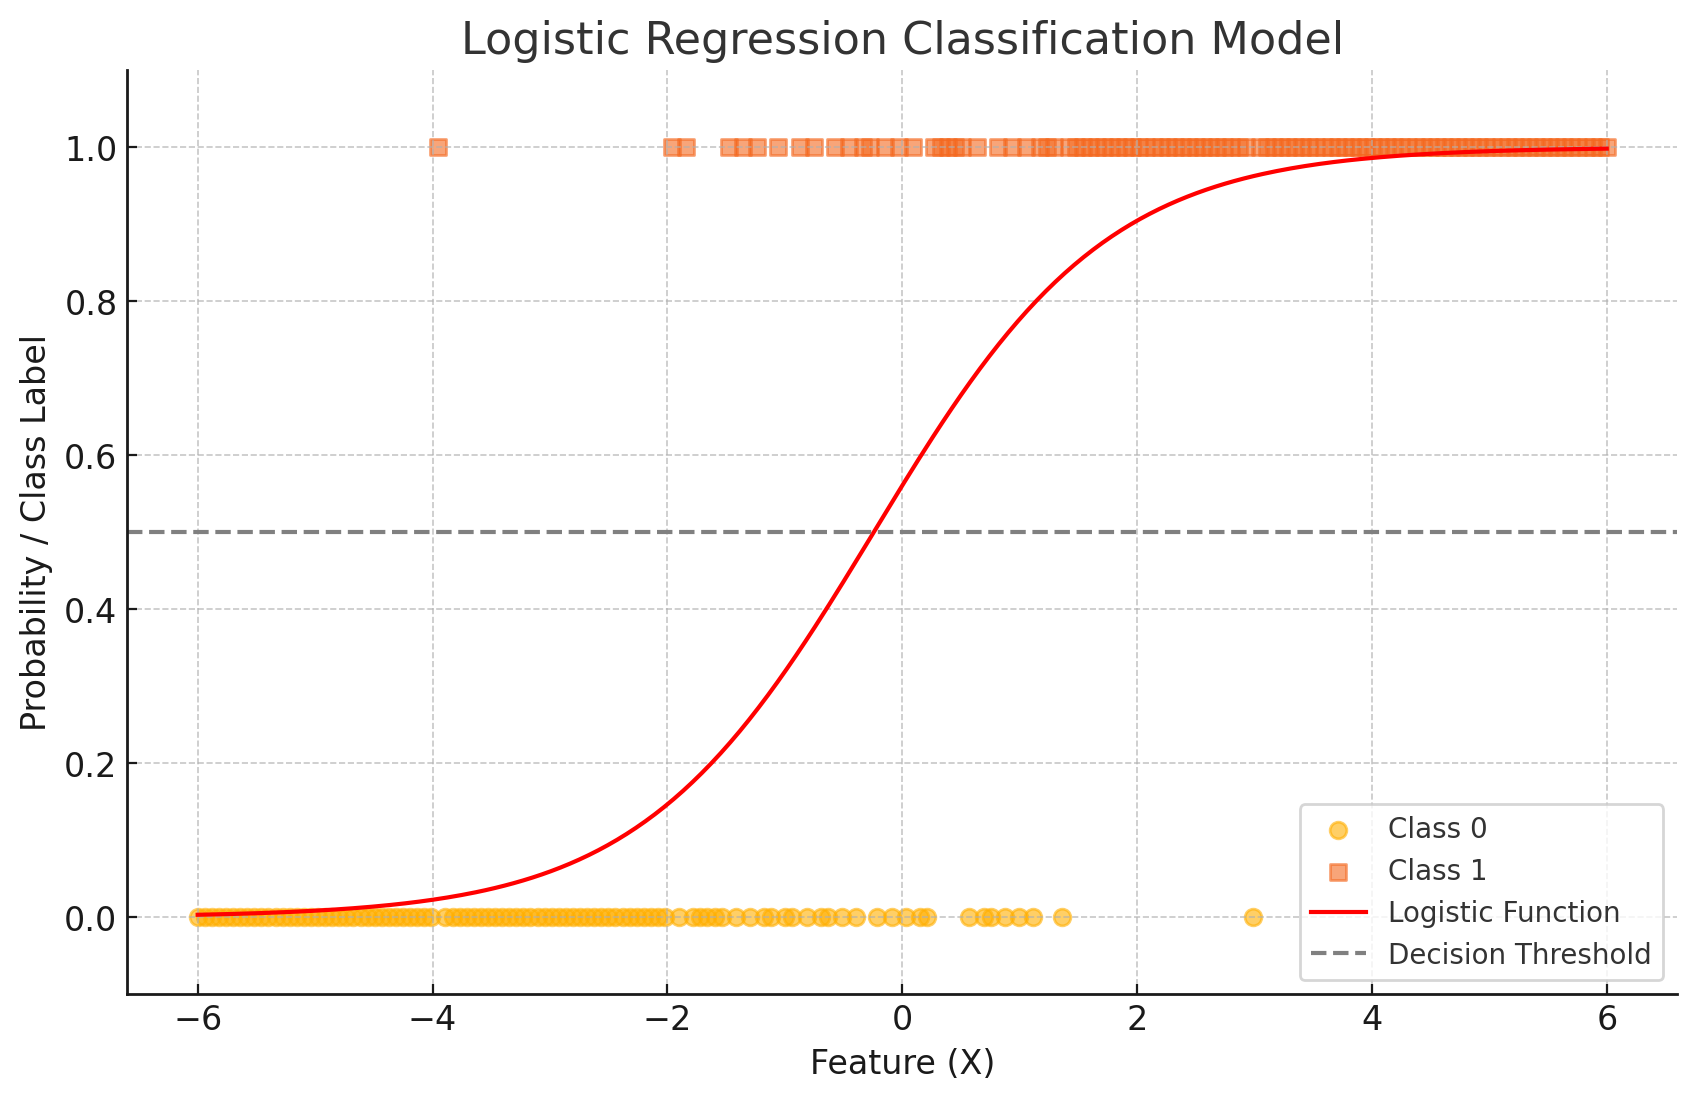 Logistic Regression Classification Model
Probability / Class Label
1.0
0.8
0.6
0.4
0.2
0.0
−6 −4 −2 0 2 4 6
Feature (X)
Class 0
Class 1
Logistic Function
Decision Threshold